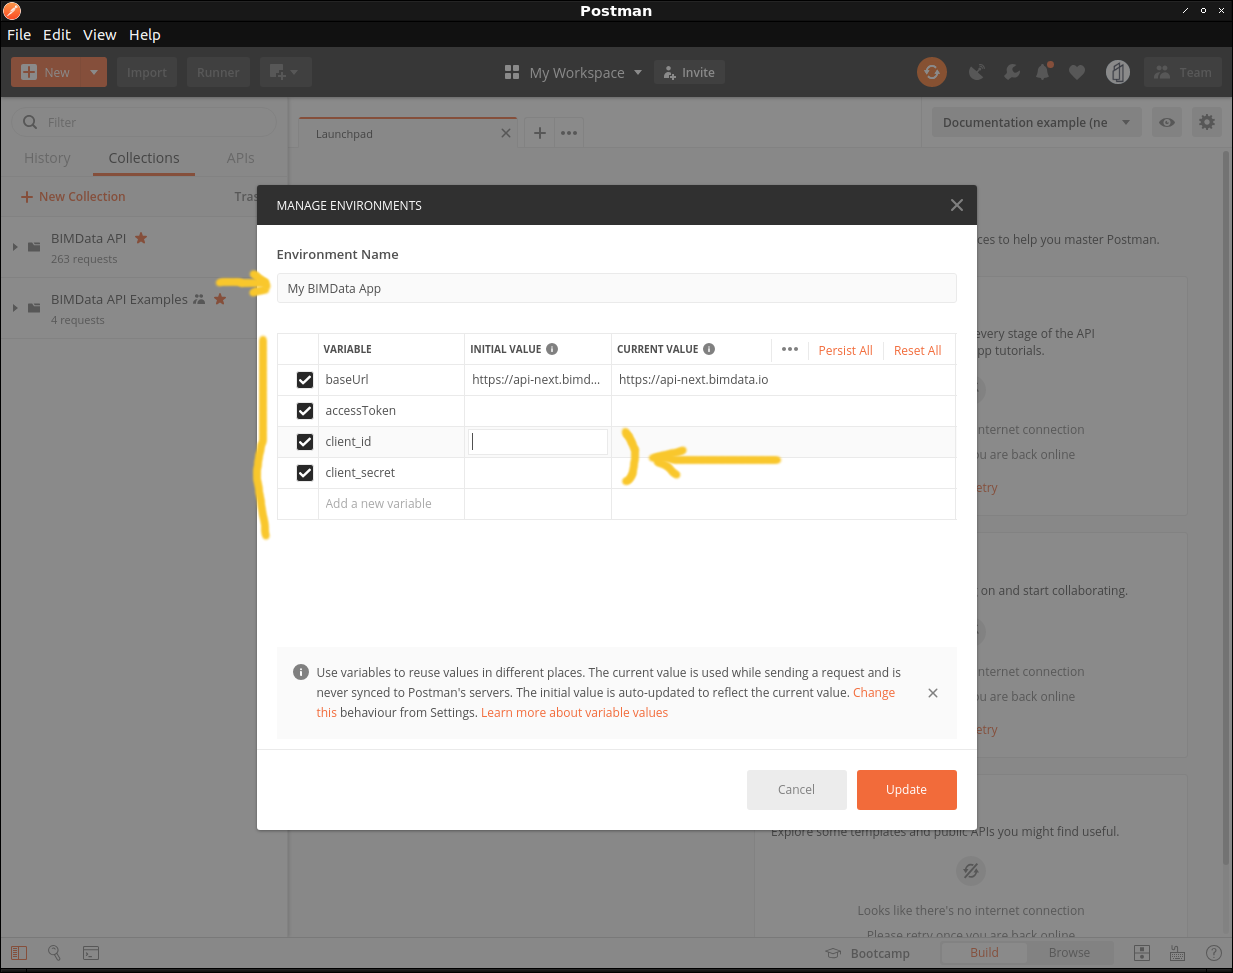 Postman
File Edit View Help
New Import Runner My Workspace Invite Team
Filter
Launchpad
Documentation example (ne
History Collections APIs
New Collection Tras
BIMData API
263 requests
BIMData API Examples
4 requests
MANAGE ENVIRONMENTS
Environment Name
My BIMData App
VARIABLE INITIAL VALUE CURRENT VALUE Persist All Reset All
baseUrl https://api-next.bimd... https://api-next.bimdata.io
accessToken
client_id
client_secret
Add a new variable
Use variables to reuse values in different places. The current value is used while sending a request and is
never synced to Postman's servers. The initial value is auto-updated to reflect the current value. Change
this behaviour from Settings. Learn more about variable values
Cancel Update
ces to help you master Postman.
every stage of the API
pp tutorials.
internet connection
u are back online
etry
on and start collaborating.
internet connection
u are back online
etry
Explore some templates and public APIs you might find useful.
Looks like there's no internet connection
Please retry once you are back online
Bootcamp Build Browse